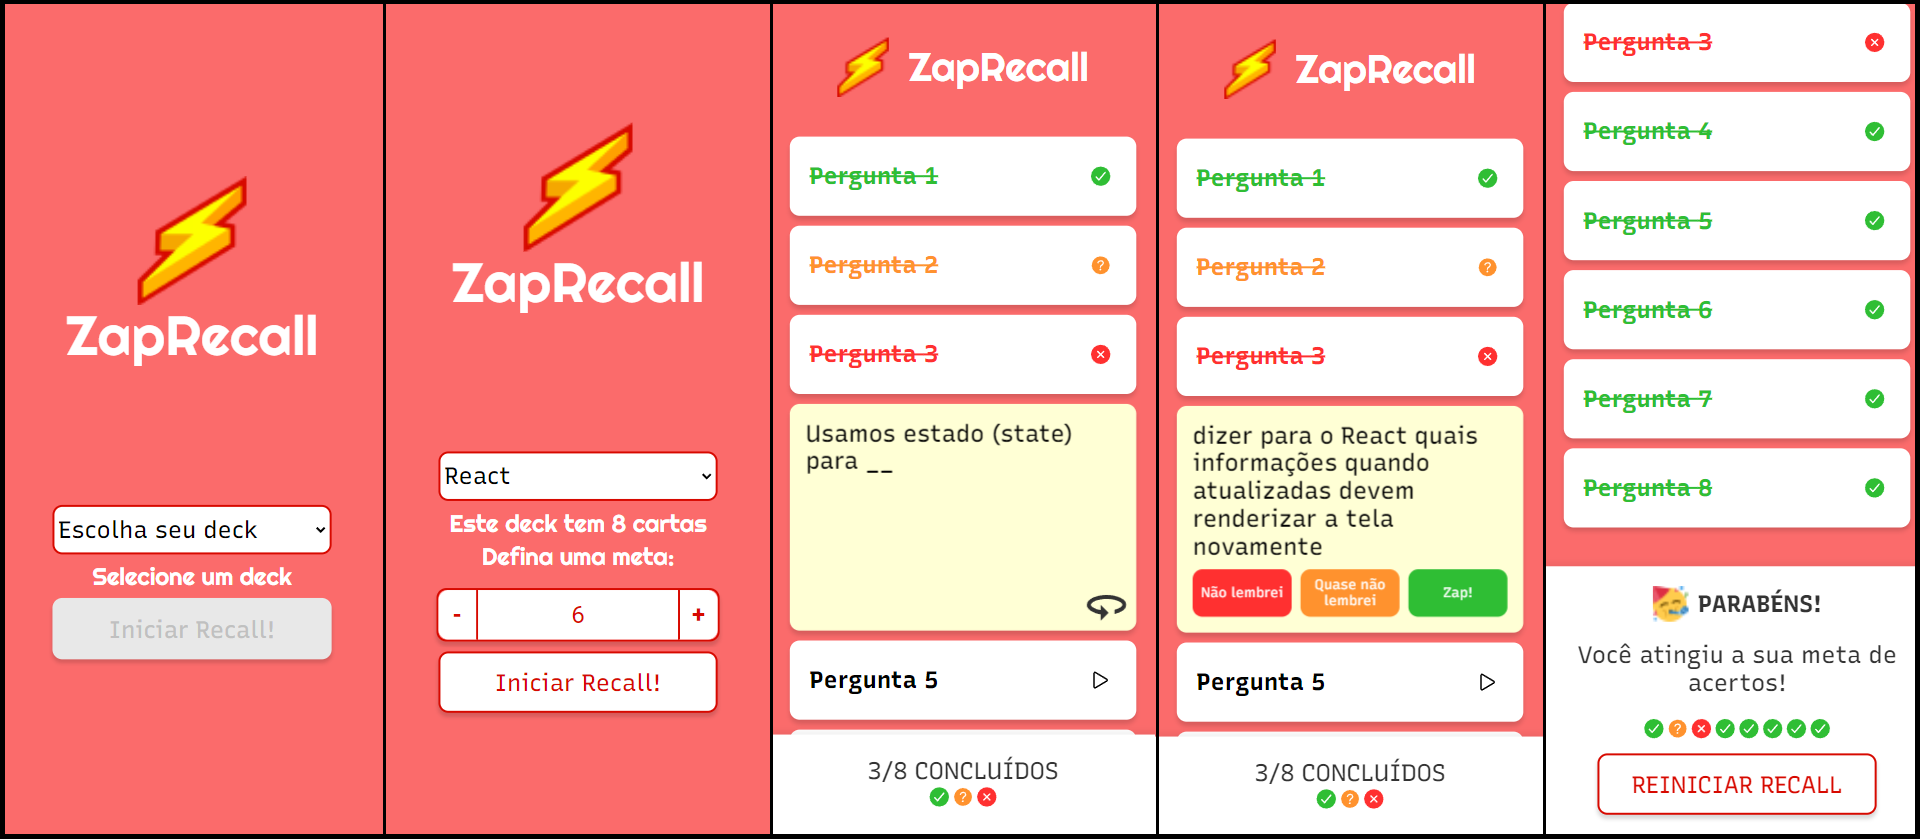 ZapRecall
Escolha seu deck
Selecione um deck
Iniciar Recall!
ZapRecall
React
Este deck tem 8 cartas
Defina uma meta:
- 6 +
Iniciar Recall!
ZapRecall
Pergunta 1
Pergunta 2
?
Pergunta 3
Usamos estado (state)
para __
Pergunta 5
3/8 CONCLUÍDOS
?
ZapRecall
Pergunta 1
Pergunta 2
?
Pergunta 3
dizer para o React quais
informações quando
atualizadas devem
renderizar a tela
novamente
Não lembrei
Quase não
lembrei
Zap!
Pergunta 5
3/8 CONCLUÍDOS
?
Pergunta 3
Pergunta 4
Pergunta 5
Pergunta 6
Pergunta 7
Pergunta 8
PARABÉNS!
Você atingiu a sua meta de
acertos!
?
REINICIAR RECALL